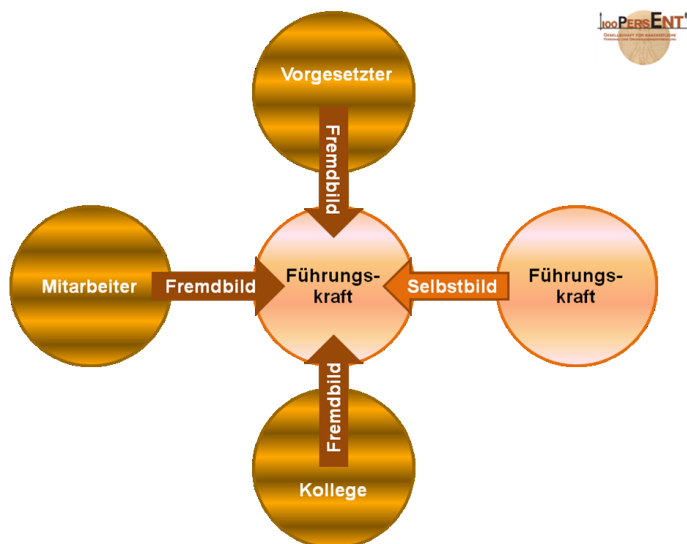 100PERSENT
Vorgesetzter
Fremdbild
Mitarbeiter
Fremdbild
Führungs-
kraft
Selbstbild
Führungs-
kraft
Fremdbild
Kollege